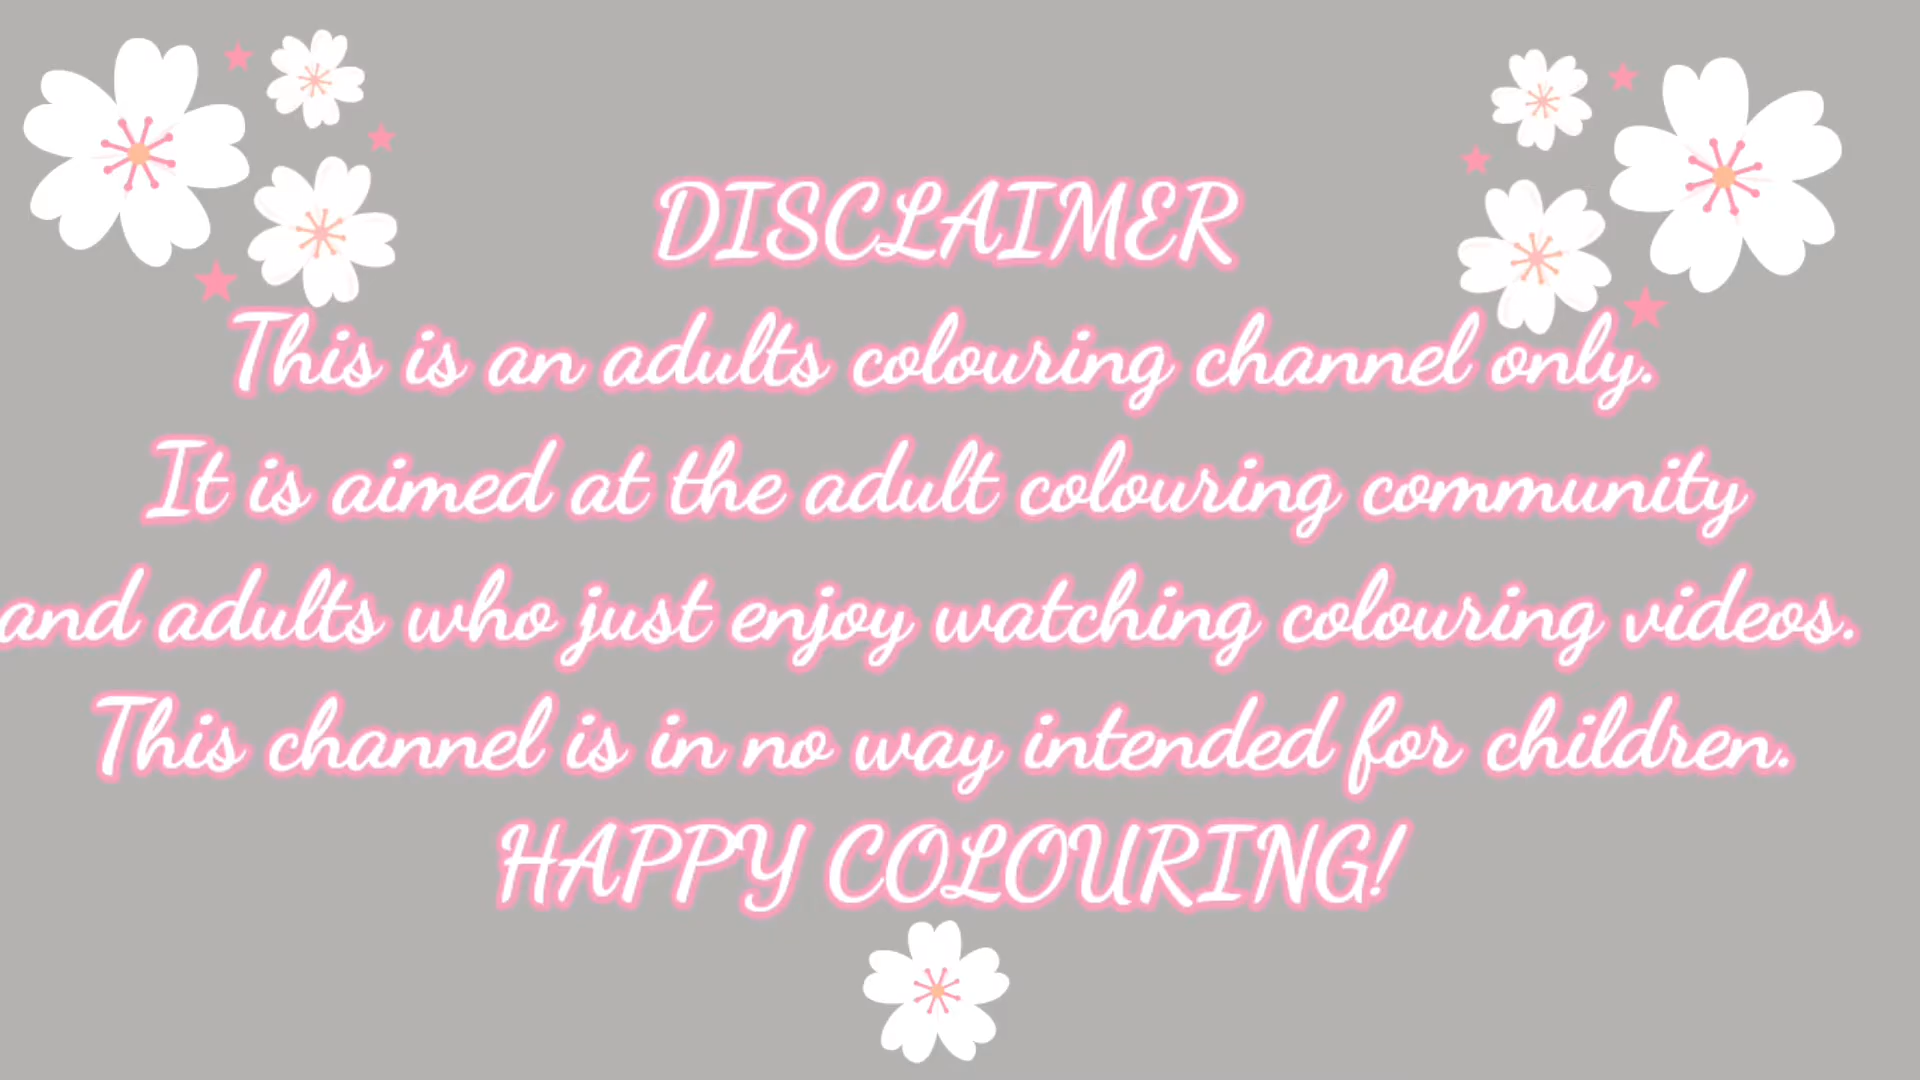 DISCLAIMER
This is an adults colouring channel only.
It is aimed at the adult colouring community
and adults who just enjoy watching colouring videos.
This channel is in no way intended for children.
HAPPY COLOURING!